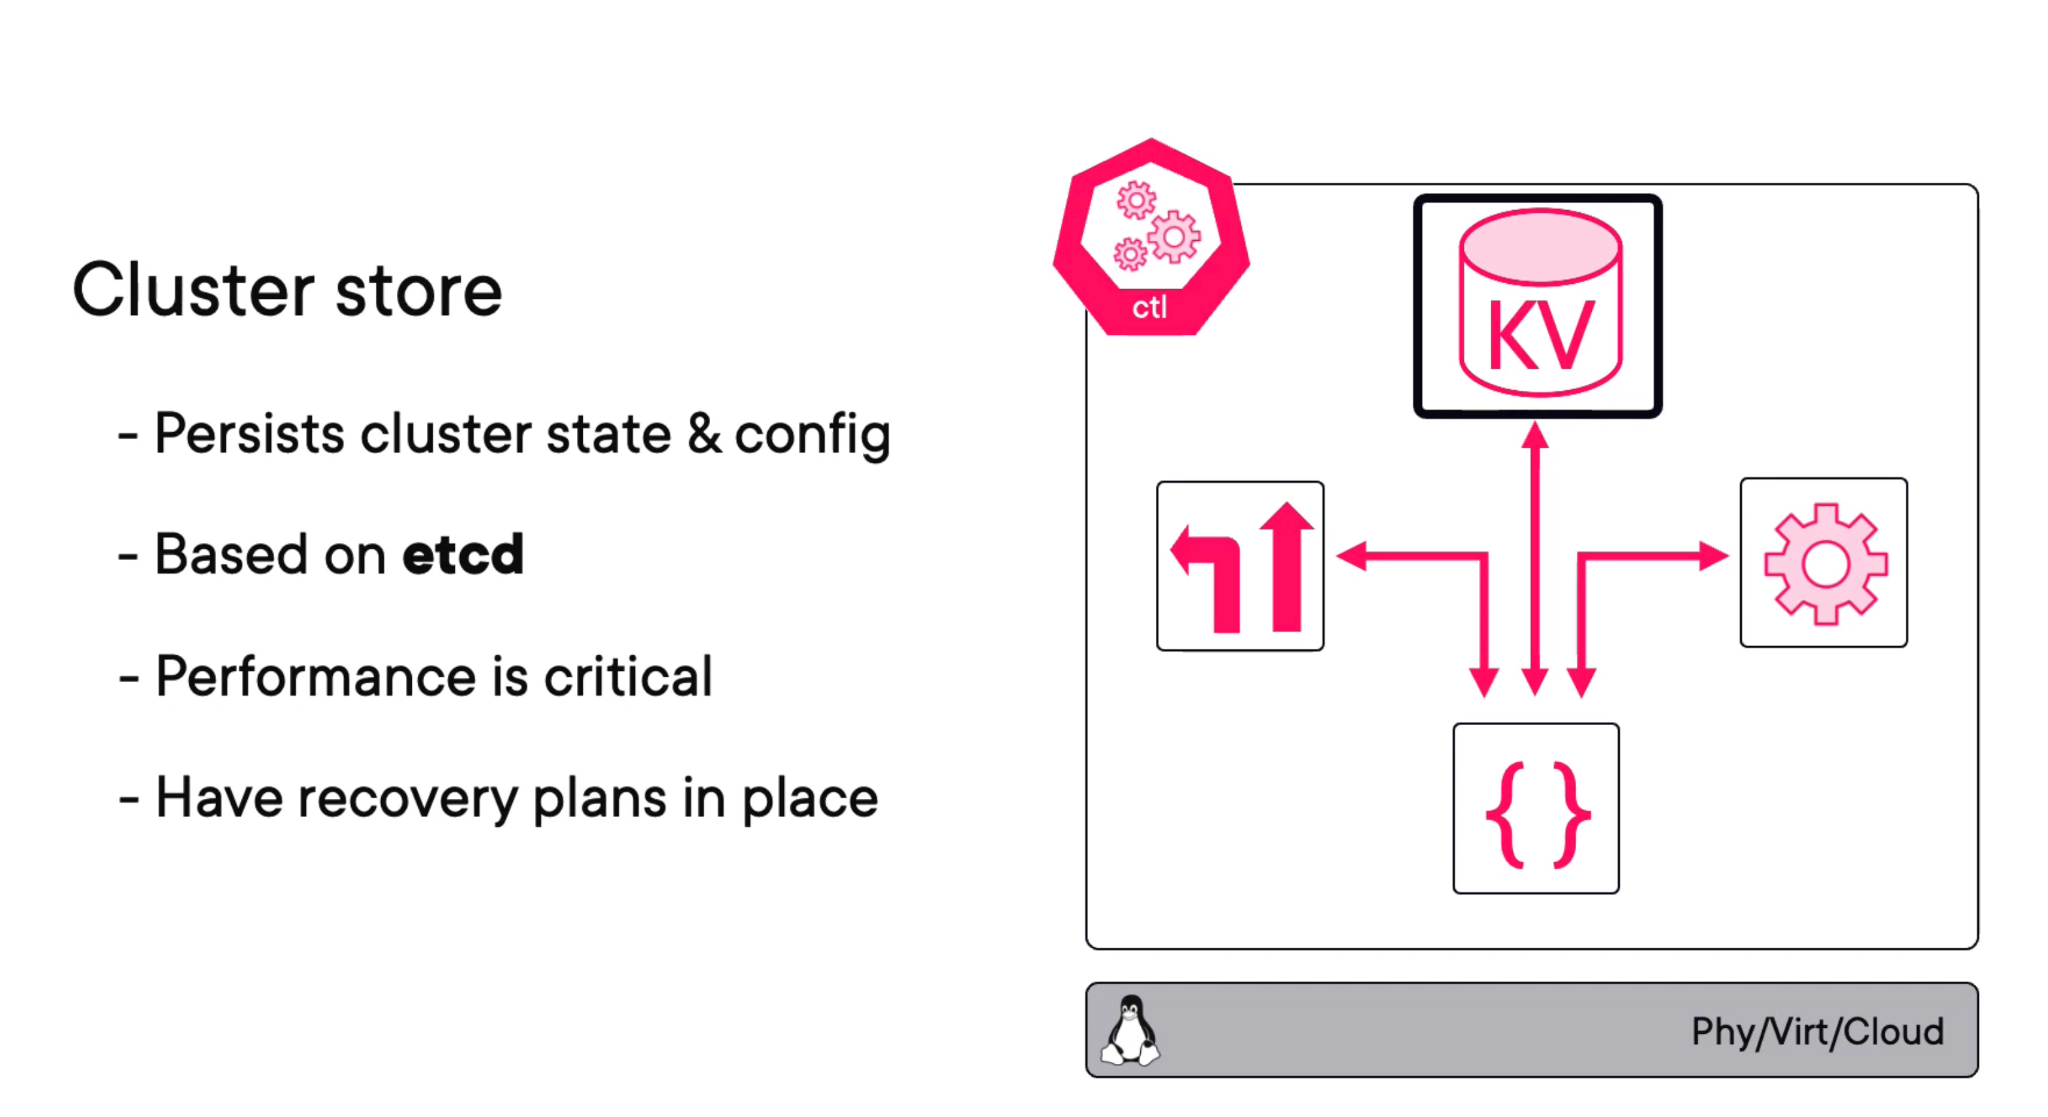 Cluster store
- Persists cluster state & config
- Based on etcd
- Performance is critical
- Have recovery plans in place
ctl
KV
{ }
Phy/Virt/Cloud